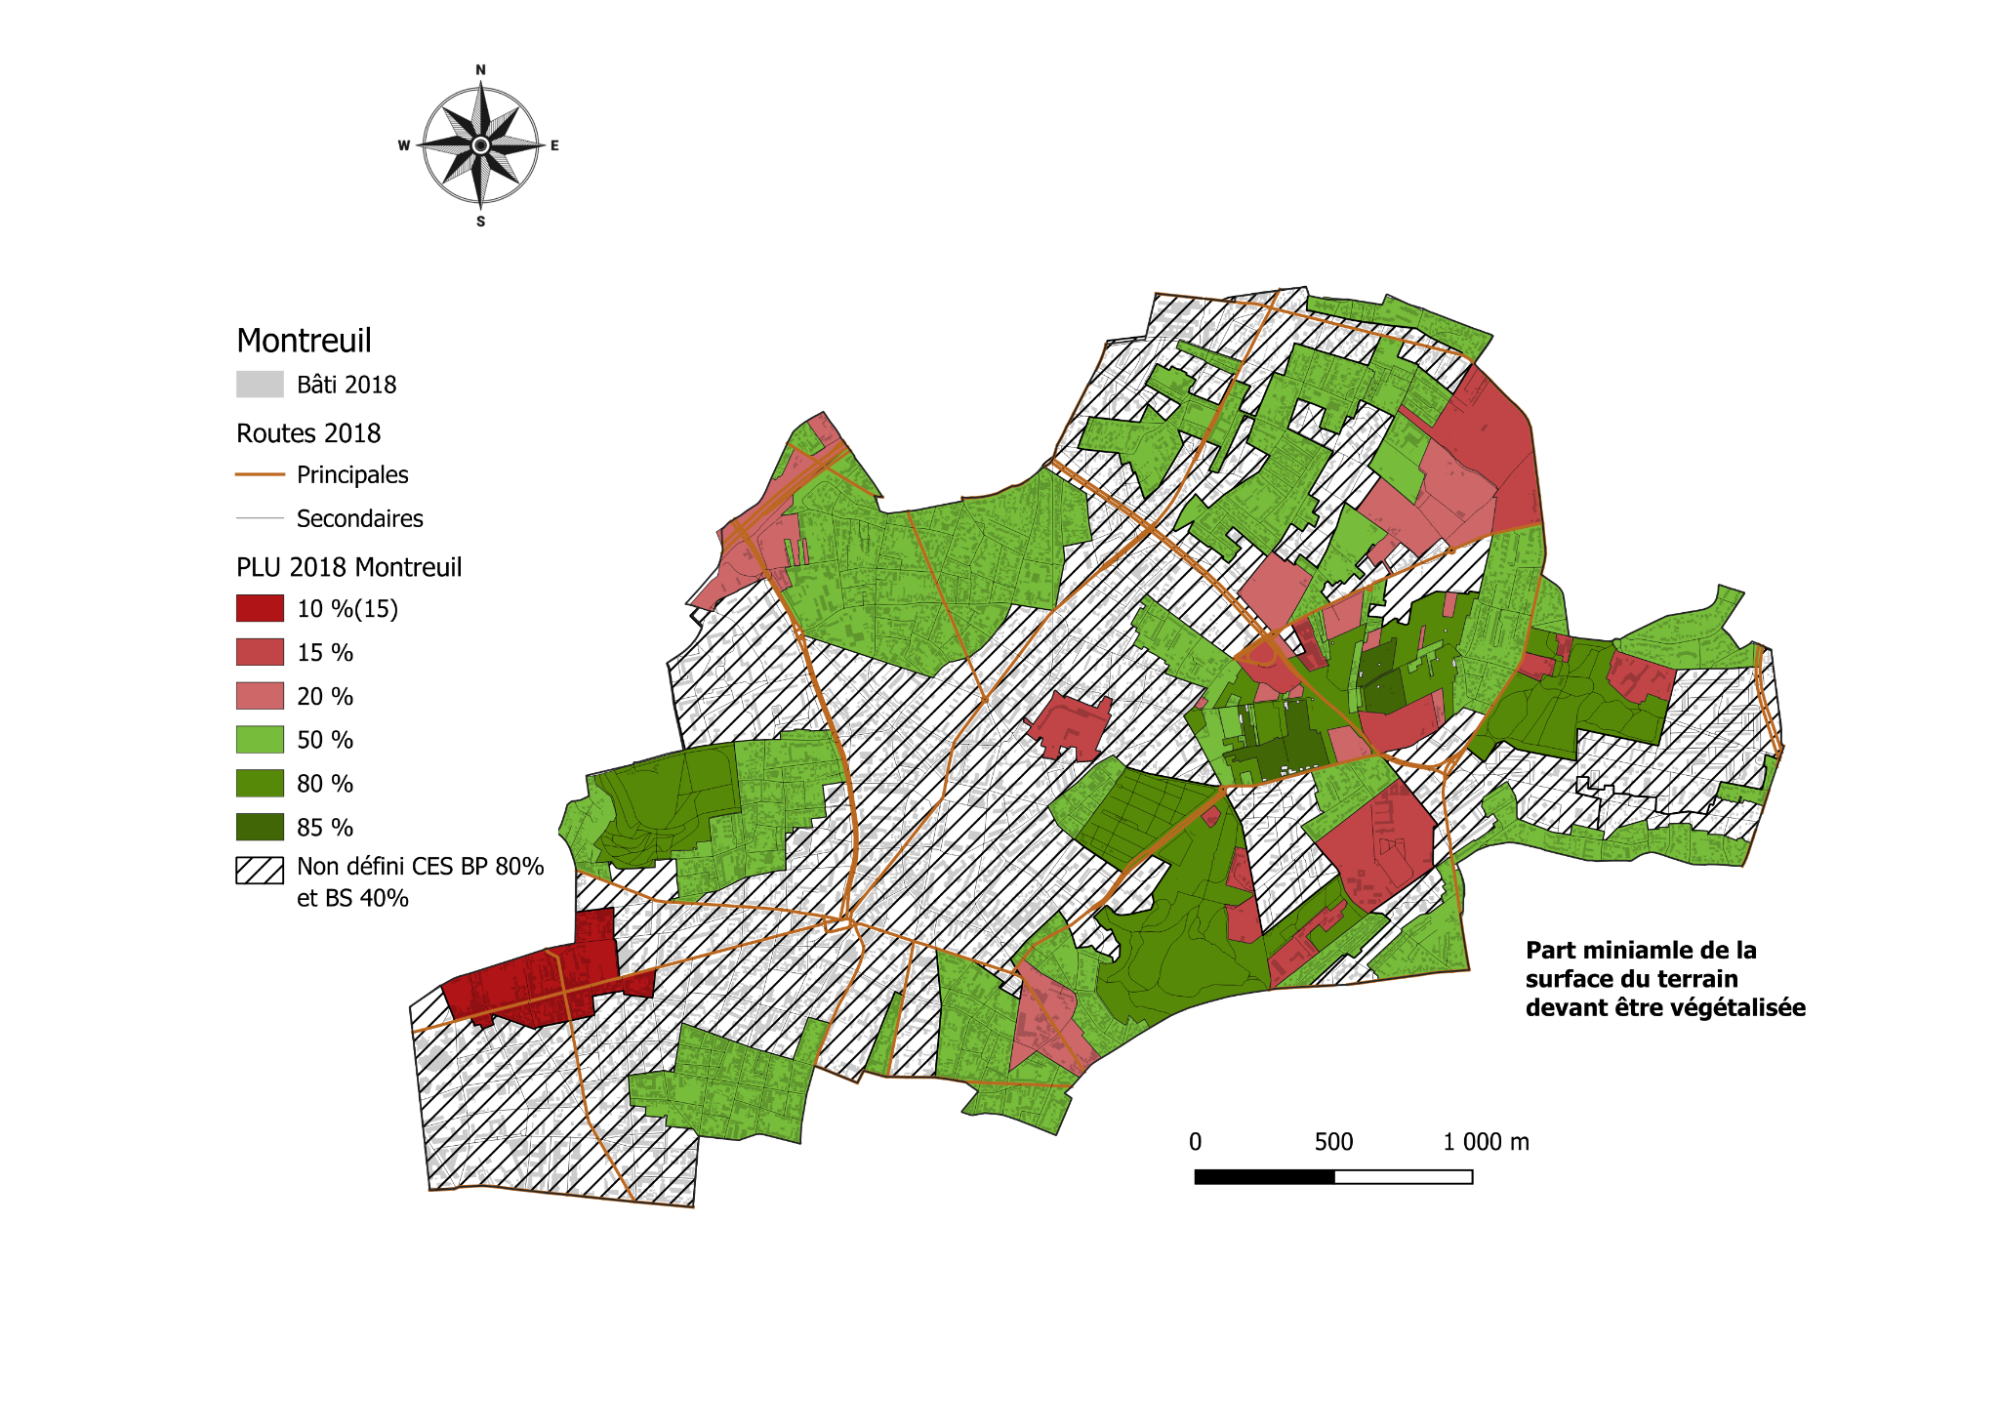 N
W
E
S
Montreuil
Bâti 2018
Routes 2018
Principales
Secondaires
PLU 2018 Montreuil
10 %(15)
15 %
20 %
50 %
80 %
85 %
Non défini CES BP 80%
et BS 40%
Part miniamle de la
surface du terrain
devant être végétalisée
0 500 1 000 m